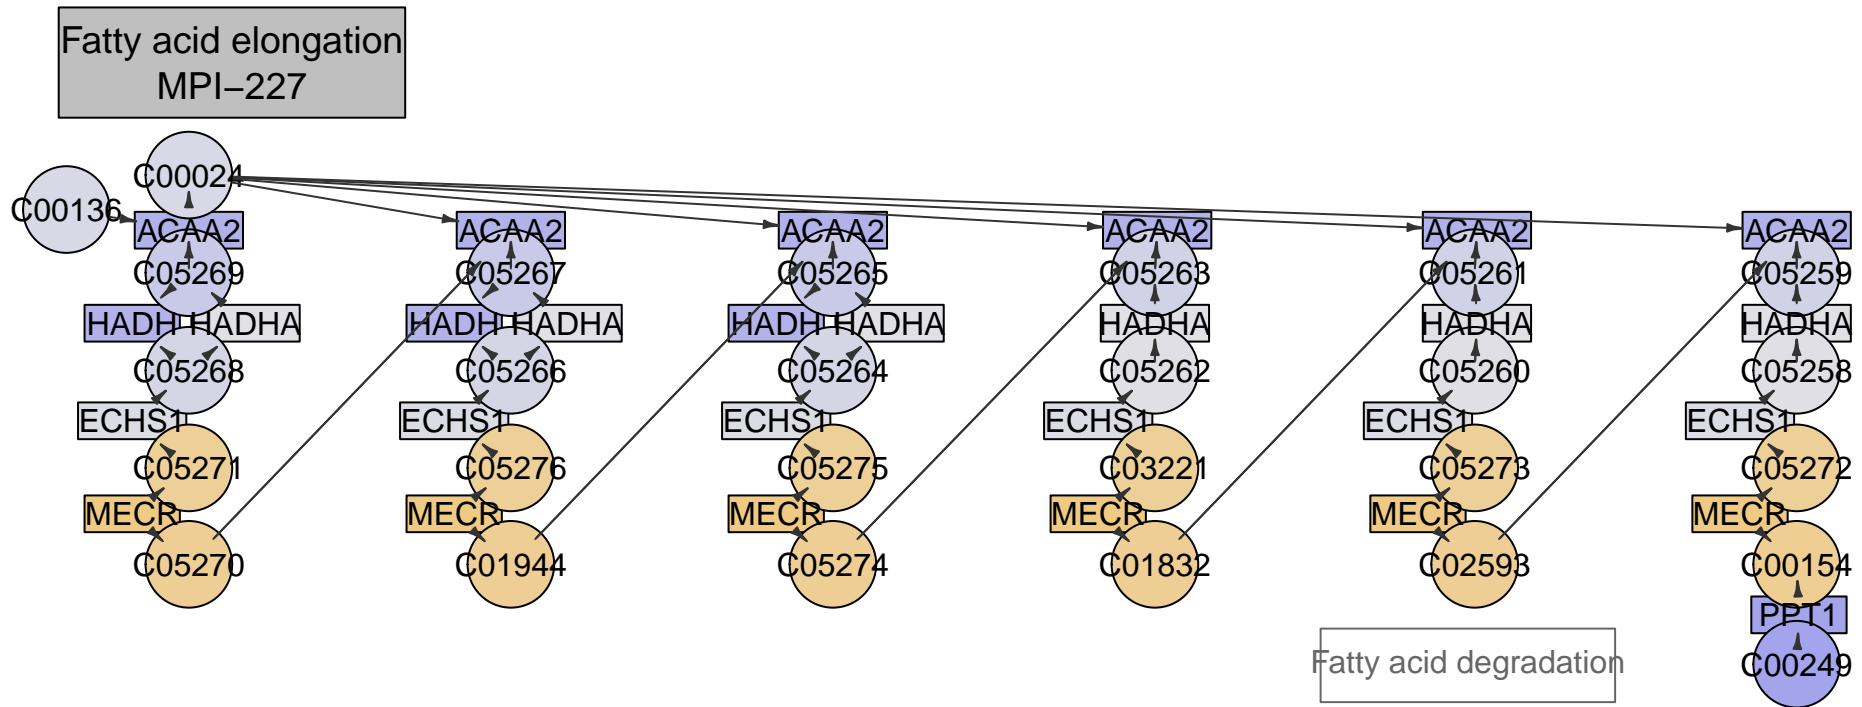 Fatty acid elongation
MPI−227
C00024
C00136
ACAA2 ACAA2 ACAA2 ACAA2 ACAA2 ACAA2
C05269 C05267 C05265 C05263 C05261 C05259
HADH HADHA HADH HADHA HADH HADHA HADHA HADHA HADHA
C05268 C05266 C05264 C05262 C05260 C05258
ECHS1 ECHS1 ECHS1 ECHS1 ECHS1 ECHS1
C05271 C05276 C05275 C03221 C05273 C05272
MECR MECR MECR MECR MECR MECR
C05270 C01944 C05274 C01832 C02593 C00154
PPT1
Fatty acid degradation C00249